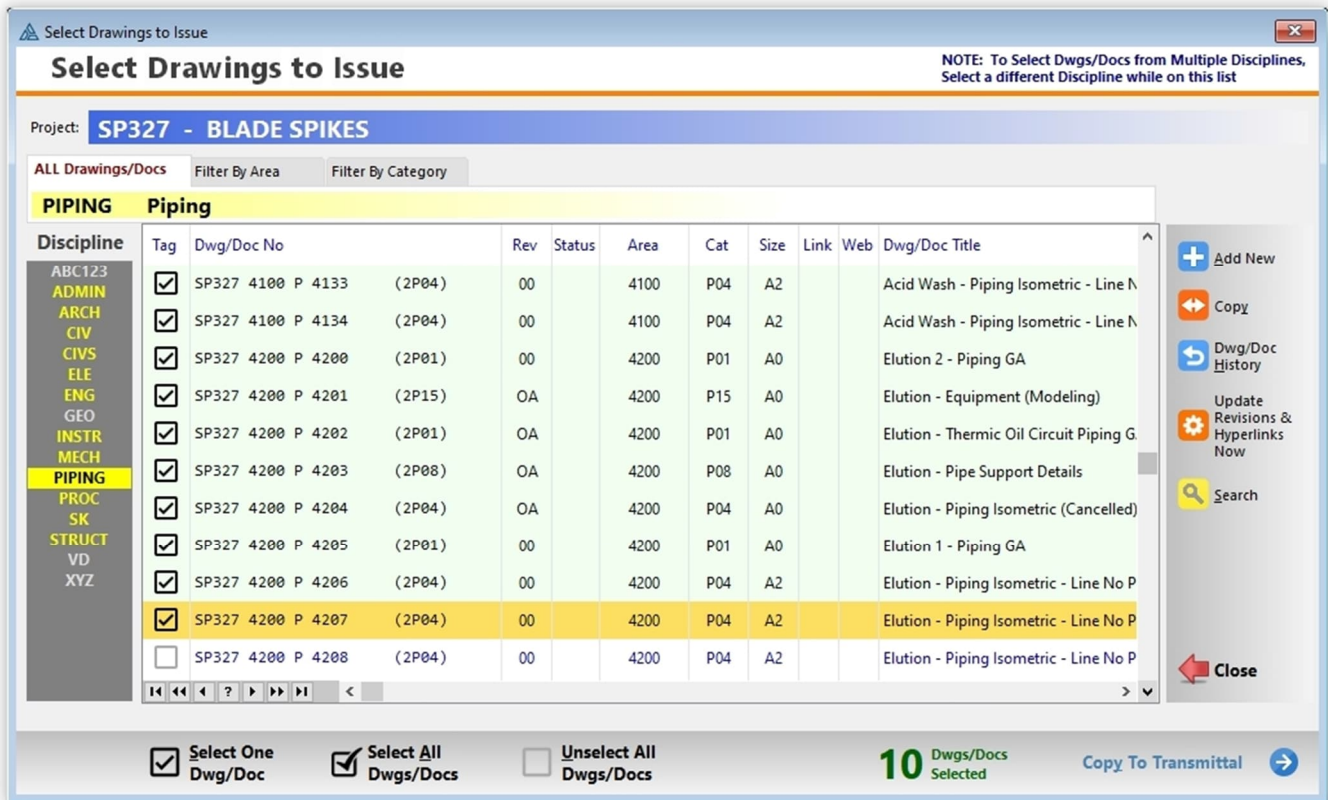 Select Drawings to Issue
Select Drawings to Issue
NOTE: To Select Dwgs/Docs from Multiple Disciplines,
Select a different Discipline while on this list
Project: SP327 - BLADE SPIKES
ALL Drawings/Docs Filter By Area Filter By Category
PIPING Piping
Discipline
ABC123
ADMIN
ARCH
CIV
CIVS
ELE
ENG
GEO
INSTR
MECH
PIPING
PROC
SK
STRUCT
VD
XYZ
Tag Dwg/Doc No Rev Status Area Cat Size Link Web Dwg/Doc Title
SP327 4100 P 4133 (2P04) 00 4100 P04 A2 Acid Wash - Piping Isometric - Line N
SP327 4100 P 4134 (2P04) 00 4100 P04 A2 Acid Wash - Piping Isometric - Line N
SP327 4200 P 4200 (2P01) 00 4200 P01 A0 Elution 2 - Piping GA
SP327 4200 P 4201 (2P15) OA 4200 P15 A0 Elution - Equipment (Modeling)
SP327 4200 P 4202 (2P01) OA 4200 P01 A0 Elution - Thermic Oil Circuit Piping G
SP327 4200 P 4203 (2P08) OA 4200 P08 A0 Elution - Pipe Support Details
SP327 4200 P 4204 (2P04) OA 4200 P04 A0 Elution - Piping Isometric (Cancelled)
SP327 4200 P 4205 (2P01) 00 4200 P01 A0 Elution 1 - Piping GA
SP327 4200 P 4206 (2P04) 00 4200 P04 A2 Elution - Piping Isometric - Line No P
SP327 4200 P 4207 (2P04) 00 4200 P04 A2 Elution - Piping Isometric - Line No P
SP327 4200 P 4208 (2P04) 00 4200 P04 A2 Elution - Piping Isometric - Line No P
?
Add New
Copy
Dwg/Doc
History
Update
Revisions &
Hyperlinks
Now
Search
Close
Select One
Dwg/Doc
Select All
Dwgs/Docs
Unselect All
Dwgs/Docs
10 Dwgs/Docs
Selected
Copy To Transmittal